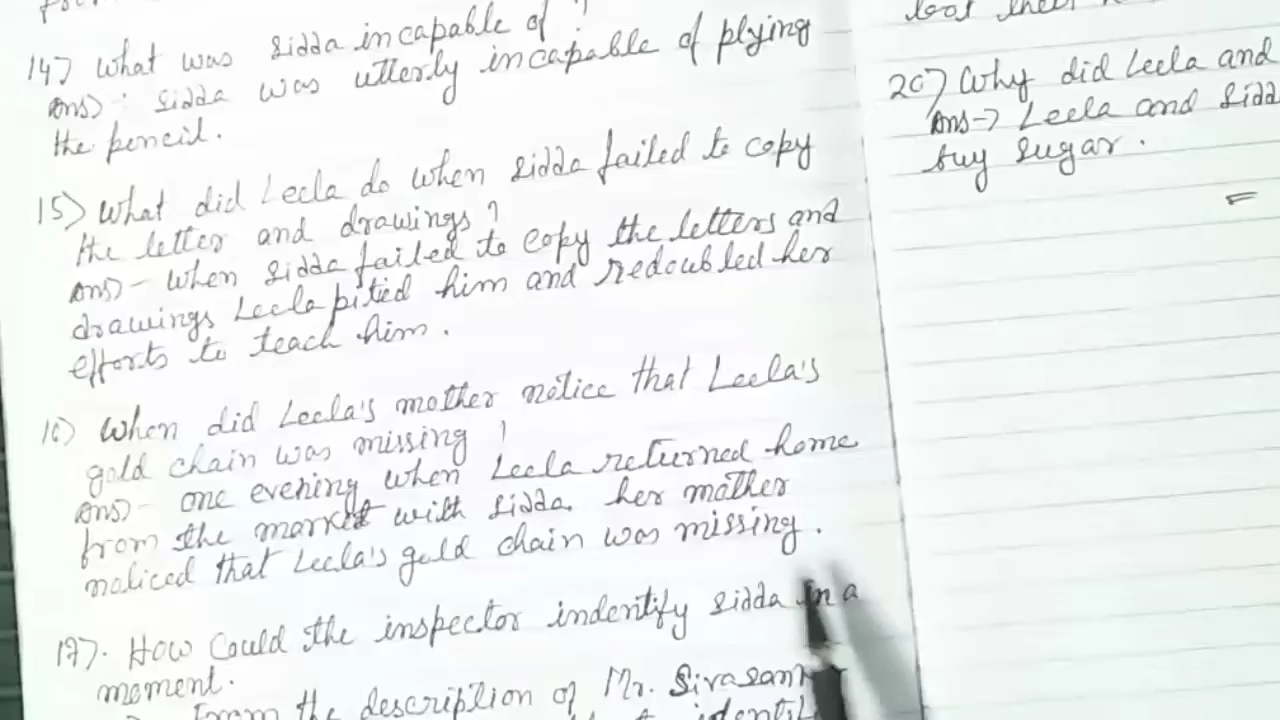 14) What was Sidda incapable of ?
Ans) : Sidda was utterly incapable of plying
the pencil.
15) What did Leela do when Sidda failed to copy
the letter and drawings ?
Ans) - When Sidda failed to copy the letters and
drawings Leela pitied him and redoubled her
efforts to teach him.
16) When did Leela's mother notice that Leela's
gold chain was missing ?
Ans) - One evening when Leela returned home
from the market with Sidda, her mother
noticed that Leela's gold chain was missing.
17). How could the inspector indentify Sidda in a
moment.
From the description of Mr. Sivasan
20) Why did Leela and
Ans-> Leela and Sidd
buy sugar.